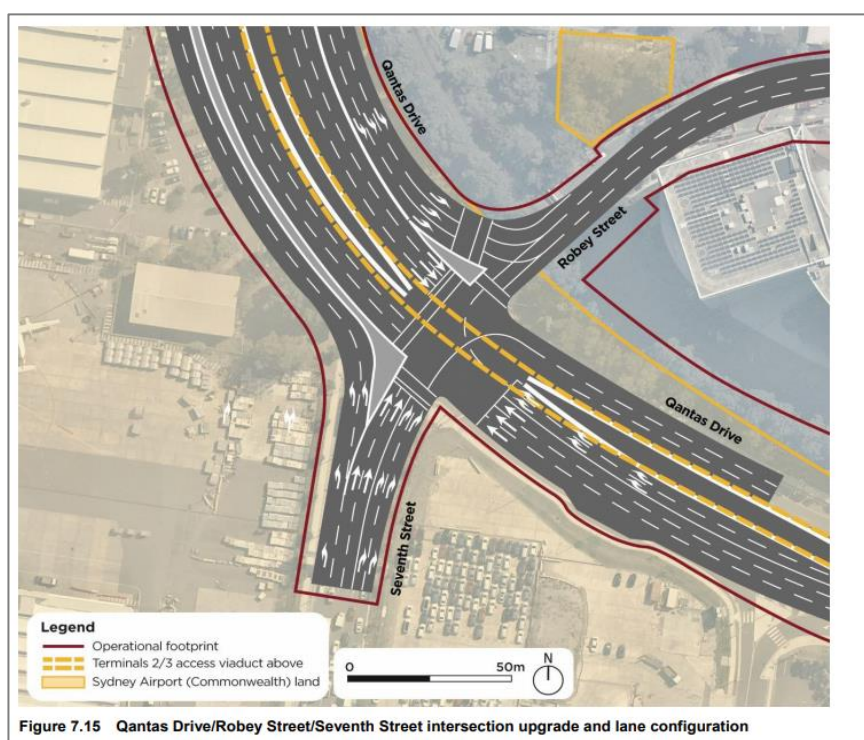 Qantas Drive
Robey Street
Qantas Drive
Seventh Street
Legend
Operational footprint
Terminals 2/3 access viaduct above
Sydney Airport (Commonwealth) land
0 50m
N
Figure 7.15 Qantas Drive/Robey Street/Seventh Street intersection upgrade and lane configuration